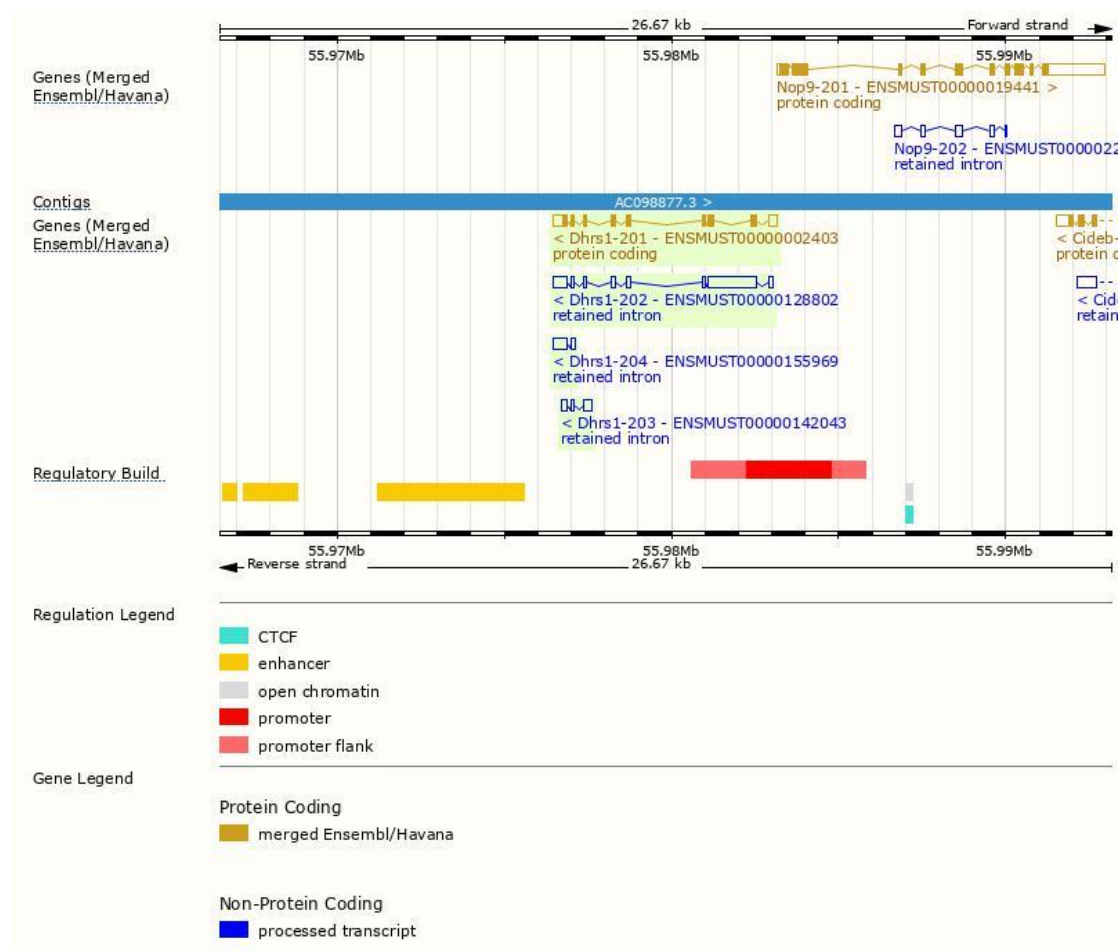 26.67 kb Forward strand
55.97Mb 55.98Mb 55.99Mb
Genes (Merged
Ensembl/Havana)
Nop9-201 - ENSMUST00000019441 >
protein coding
Nop9-202 - ENSMUST0000022
retained intron
Contigs
AC098877.3 >
Genes (Merged
Ensembl/Havana)
< Dhrs1-201 - ENSMUST00000002403
protein coding
< Cideb-
protein c
< Dhrs1-202 - ENSMUST00000128802
retained intron
< Cid
retain
< Dhrs1-204 - ENSMUST00000155969
retained intron
< Dhrs1-203 - ENSMUST00000142043
retained intron
Regulatory Build
55.97Mb 55.98Mb 55.99Mb
Reverse strand 26.67 kb
Regulation Legend
CTCF
enhancer
open chromatin
promoter
promoter flank
Gene Legend
Protein Coding
merged Ensembl/Havana
Non-Protein Coding
processed transcript